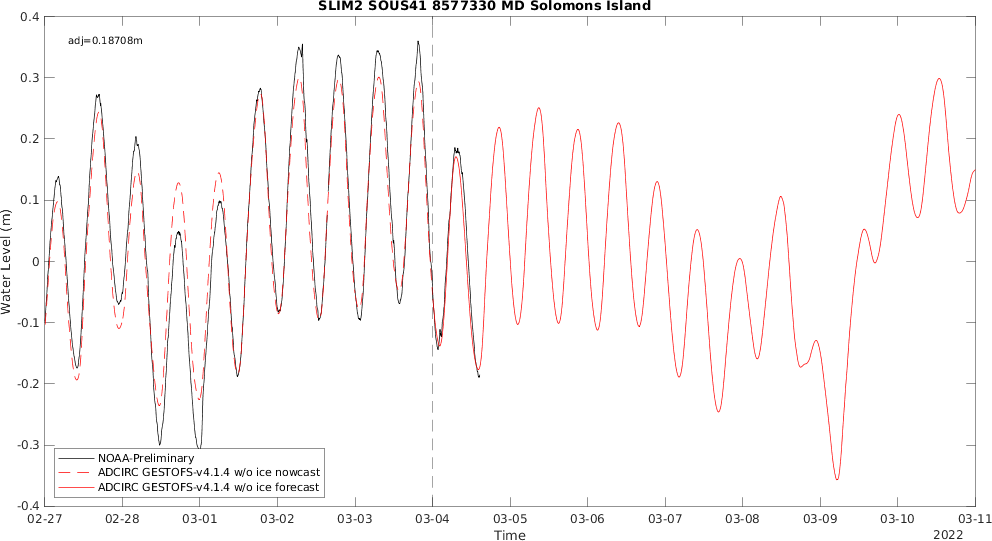 SLIM2 SOUS41 8577330 MD Solomons Island
adj=0.18708m
0.4
0.3
0.2
0.1
0
-0.1
-0.2
-0.3
-0.4
Water Level (m)
NOAA-Preliminary
ADCIRC GESTOFS-v4.1.4 w/o ice nowcast
ADCIRC GESTOFS-v4.1.4 w/o ice forecast
02-27 02-28 03-01 03-02 03-03 03-04 03-05 03-06 03-07 03-08 03-09 03-10 03-11
Time
2022